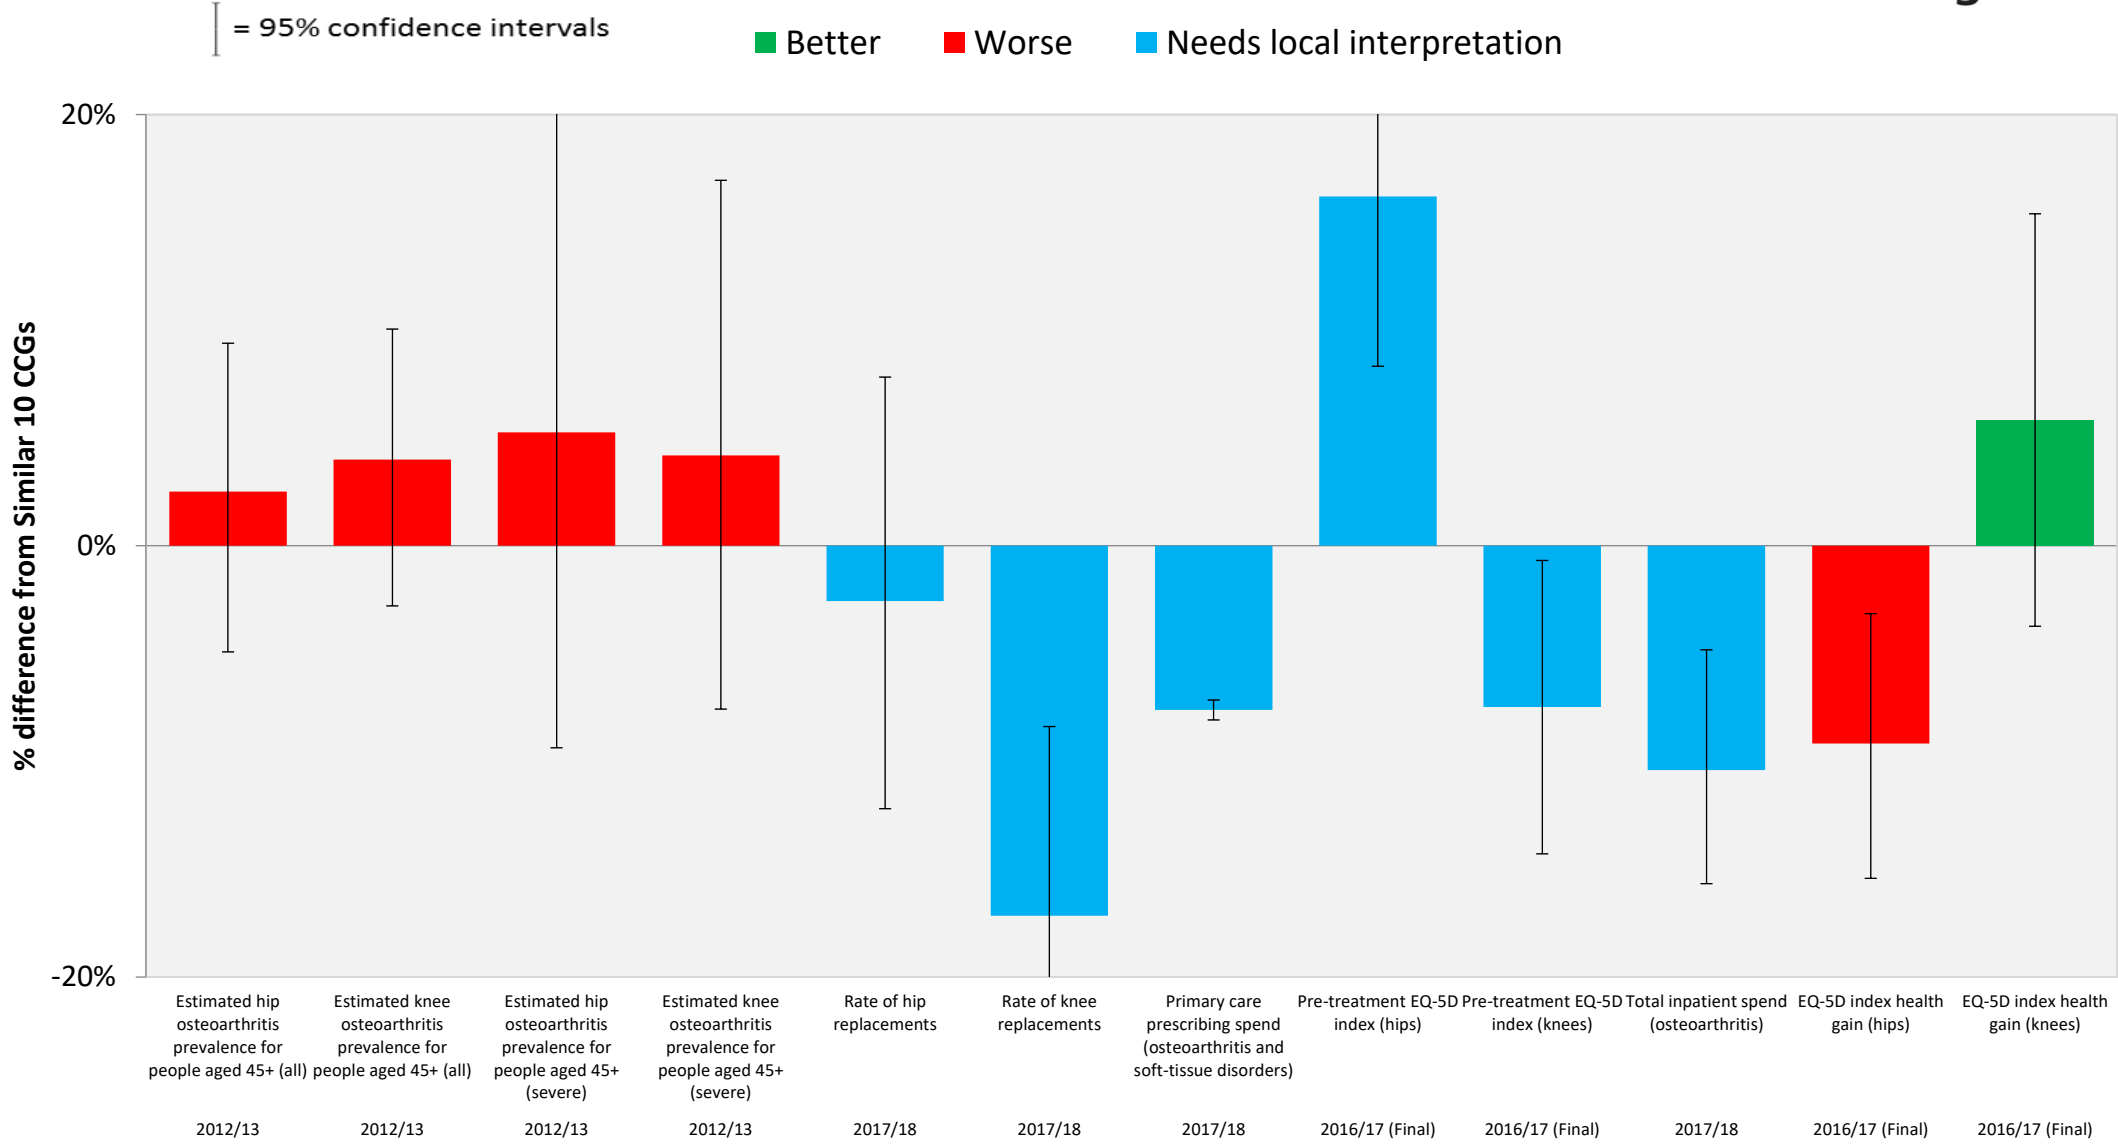 = 95% confidence intervals
Better
Worse
Needs local interpretation
20%
0%
-20%
% difference from Similar 10 CCGs
Estimated hip
osteoarthritis
prevalence for
people aged 45+ (all)
2012/13
Estimated knee
osteoarthritis
prevalence for
people aged 45+ (all)
2012/13
Estimated hip
osteoarthritis
prevalence for
people aged 45+
(severe)
2012/13
Estimated knee
osteoarthritis
prevalence for
people aged 45+
(severe)
2012/13
Rate of hip
replacements
2017/18
Rate of knee
replacements
2017/18
Primary care
prescribing spend
(osteoarthritis and
soft-tissue disorders)
2017/18
Pre-treatment EQ-5D
index (hips)
2016/17 (Final)
Pre-treatment EQ-5D
index (knees)
2016/17 (Final)
Total inpatient spend
(osteoarthritis)
2017/18
EQ-5D index health
gain (hips)
2016/17 (Final)
EQ-5D index health
gain (knees)
2016/17 (Final)